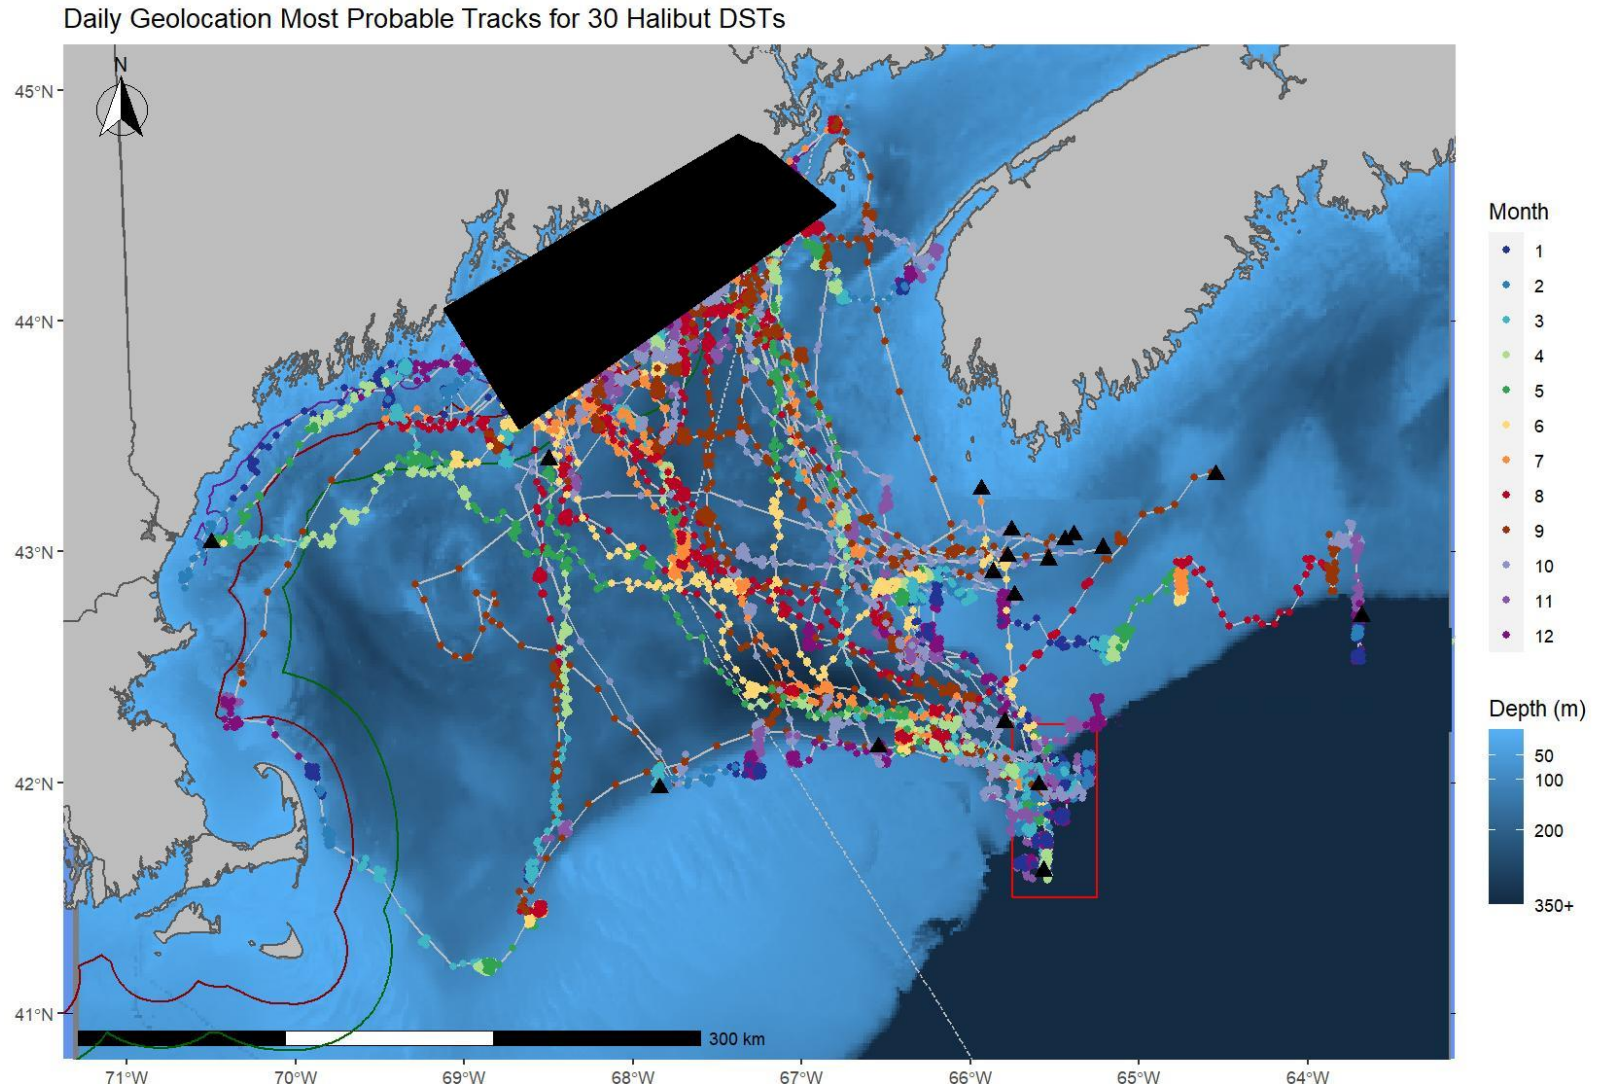 Daily Geolocation Most Probable Tracks for 30 Halibut DSTs
N
45°N
44°N
43°N
42°N
41°N
71°W
70°W
69°W
68°W
67°W
66°W
65°W
64°W
300 km
Month
1
2
3
4
5
6
7
8
9
10
11
12
Depth (m)
50
100
200
350+